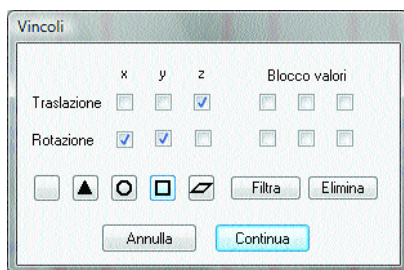 Vincoli
x y z Blocco valori
Traslazione
Rotazione
Filtra Elimina
Annulla Continua